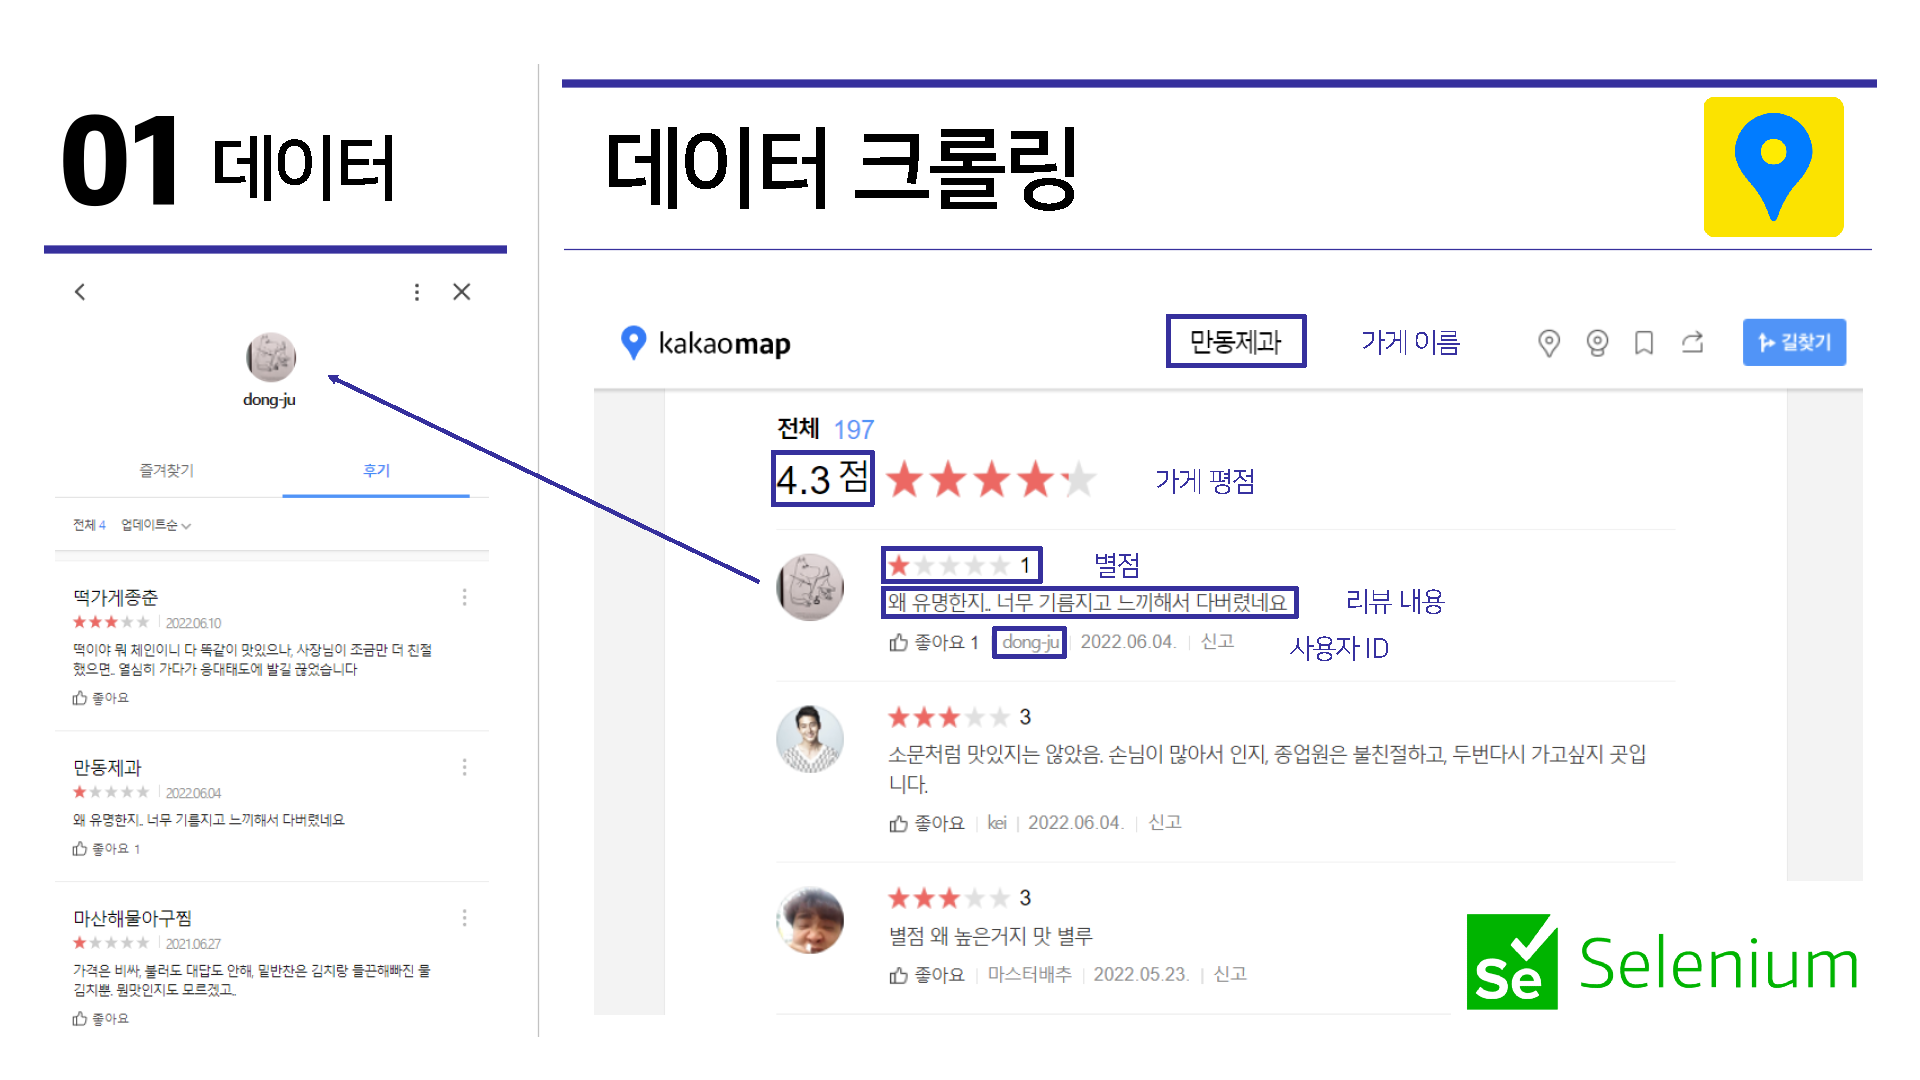 01 데이터
dong-ju
즐겨찾기 후기
전체 4 업데이트순
떡가게종춘
2022.06.10
떡이야 뭐 체인이니 다 똑같이 맛있으나, 사장님이 조금만 더 친절
했으면.. 열심히 가다가 응대태도에 발길 끊었습니다
좋아요
만동제과
2022.06.04
왜 유명한지.. 너무 기름지고 느끼해서 다버렸네요
좋아요 1
마산해물아구찜
2021.06.27
가격은 비싸, 불러도 대답도 안해, 밑반찬은 김치랑 들끈해빠진 물
김치뿐. 뭔맛인지도 모르겠고..
좋아요
데이터 크롤링
kakaomap
만동제과 가게 이름 길찾기
전체 197
4.3 점 가게 평점
1 별점
왜 유명한지.. 너무 기름지고 느끼해서 다버렸네요 리뷰 내용
좋아요 1 dong-ju 2022.06.04. 신고 사용자 ID
3
소문처럼 맛있지는 않았음. 손님이 많아서 인지, 종업원은 불친절하고, 두번다시 가고싶지 곳입
니다.
좋아요 kei 2022.06.04. 신고
3
별점 왜 높은거지 맛 별루
좋아요 마스터배추 2022.05.23. 신고
Se Selenium